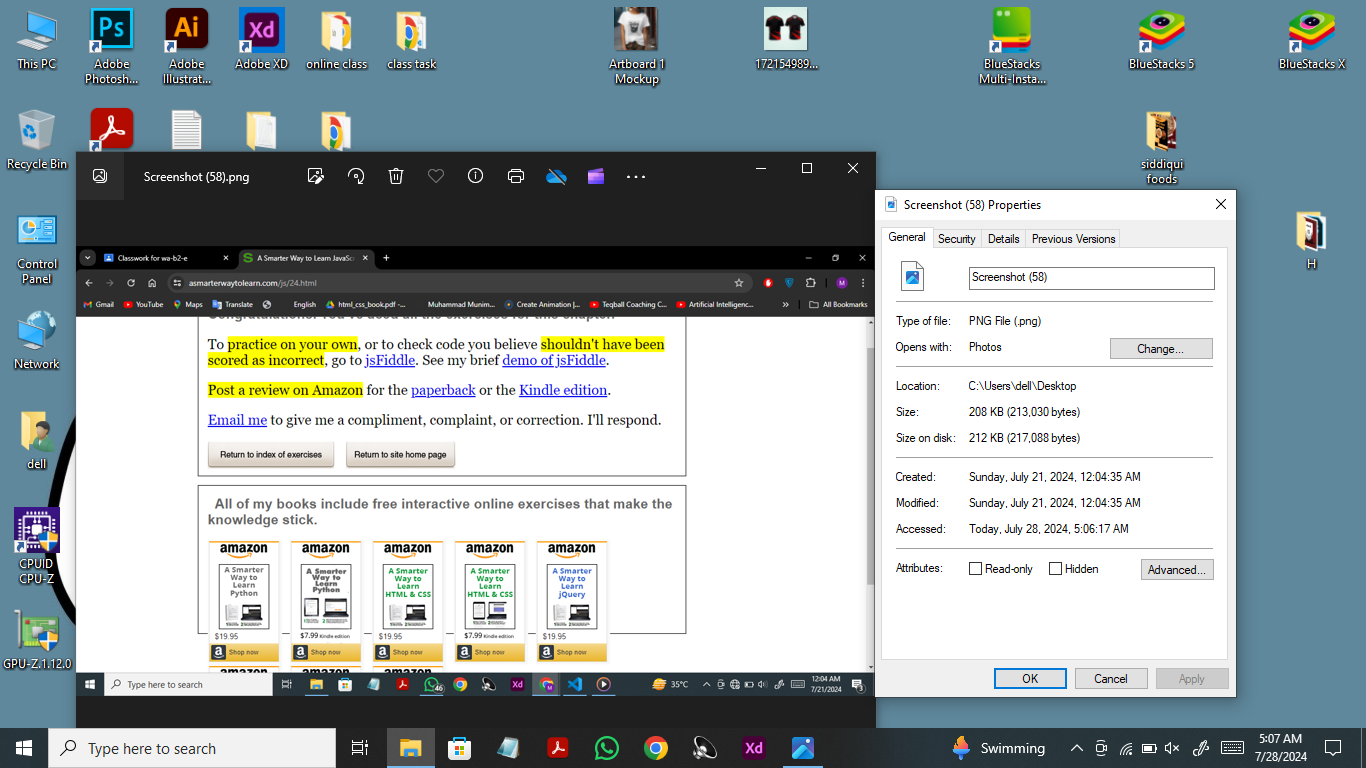 This PC
Adobe Photosh...
Adobe Illustrat...
Adobe XD
online class
class task
Artboard 1 Mockup
172154989...
BlueStacks Multi-Insta...
BlueStacks 5
BlueStacks X
Recycle Bin
siddiqui foods
Control Panel
H
Network
dell
CPUID CPU-Z
GPU-Z.1.12.0
Screenshot (58).png
Classwork for wa-b2-e
A Smarter Way to Learn JavaSc
asmarterwaytolearn.com/js/24.html
Gmail
YouTube
Maps
Translate
English
html_css_book.pdf -...
Muhammad Munim...
Create Animation |...
Teqball Coaching C...
Artificial Intelligenc...
All Bookmarks
Congratulations! You've aced all the exercises for this chapter.
To practice on your own, or to check code you believe shouldn't have been
scored as incorrect, go to jsFiddle. See my brief demo of jsFiddle.
Post a review on Amazon for the paperback or the Kindle edition.
Email me to give me a compliment, complaint, or correction. I'll respond.
Return to index of exercises
Return to site home page
All of my books include free interactive online exercises that make the
knowledge stick.
amazon
A Smarter Way to Learn Python
$19.95
Shop now
amazon
A Smarter Way to Learn Python
$7.99 Kindle edition
Shop now
amazon
A Smarter Way to Learn HTML & CSS
$19.95
Shop now
amazon
A Smarter Way to Learn HTML & CSS
$7.99 Kindle edition
Shop now
amazon
A Smarter Way to Learn jQuery
$19.95
Shop now
Type here to search
46
Xd
35°C
12:04 AM
7/21/2024
3
Screenshot (58) Properties
General
Security
Details
Previous Versions
Screenshot (58)
Type of file: PNG File (.png)
Opens with: Photos
Change...
Location: C:\Users\dell\Desktop
Size: 208 KB (213,030 bytes)
Size on disk: 212 KB (217,088 bytes)
Created: Sunday, July 21, 2024, 12:04:35 AM
Modified: Sunday, July 21, 2024, 12:04:35 AM
Accessed: Today, July 28, 2024, 5:06:17 AM
Attributes: Read-only Hidden
Advanced...
OK
Cancel
Apply
Type here to search
Xd
Swimming
5:07 AM
7/28/2024